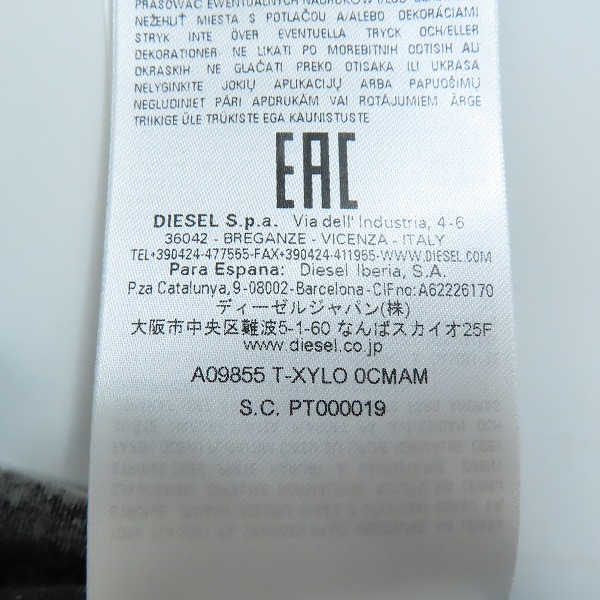 PRASOVAĆ EWENTUALNYCH NADRUKÓW I/LUB
NEŽEHLIŤ MIESTA S POTLAČOU A/ALEBO DEKORÁCIAMI
STRYK INTE ÖVER EVENTUELLA TRYCK OCH/ELLER
DEKORATIONER NE LIKATI PO MOREBITNIH ODTISIH ALI
OKRASKIH NE GLAČATI PREKO OTISAKA ILI UKRASA
NELYGINKITE JOKIŲ APLIKACIJŲ ARBA PAPUOŠIMŲ
NEGLUDINIET PĀRI APDRUKĀM VAI ROTĀJUMIEM ÄRGE
TRIIKIGE ÜLE TRÜKISTE EGA KAUNISTUSTE
EAC
DIESEL S.p.a. Via dell' Industria, 4-6
36042 - BREGANZE - VICENZA - ITALY
TEL+390424-477555-FAX+390424-411955-WWW.DIESEL.COM
Para Espana: Diesel Iberia, S.A.
P.za Catalunya,9-08002-Barcelona-CIFno:A62226170
ディーゼルジャパン(株)
大阪市中央区難波5-1-60 なんばスカイオ25F
www.diesel.co.jp
A09855 T-XYLO 0CMAM
S.C. PT000019